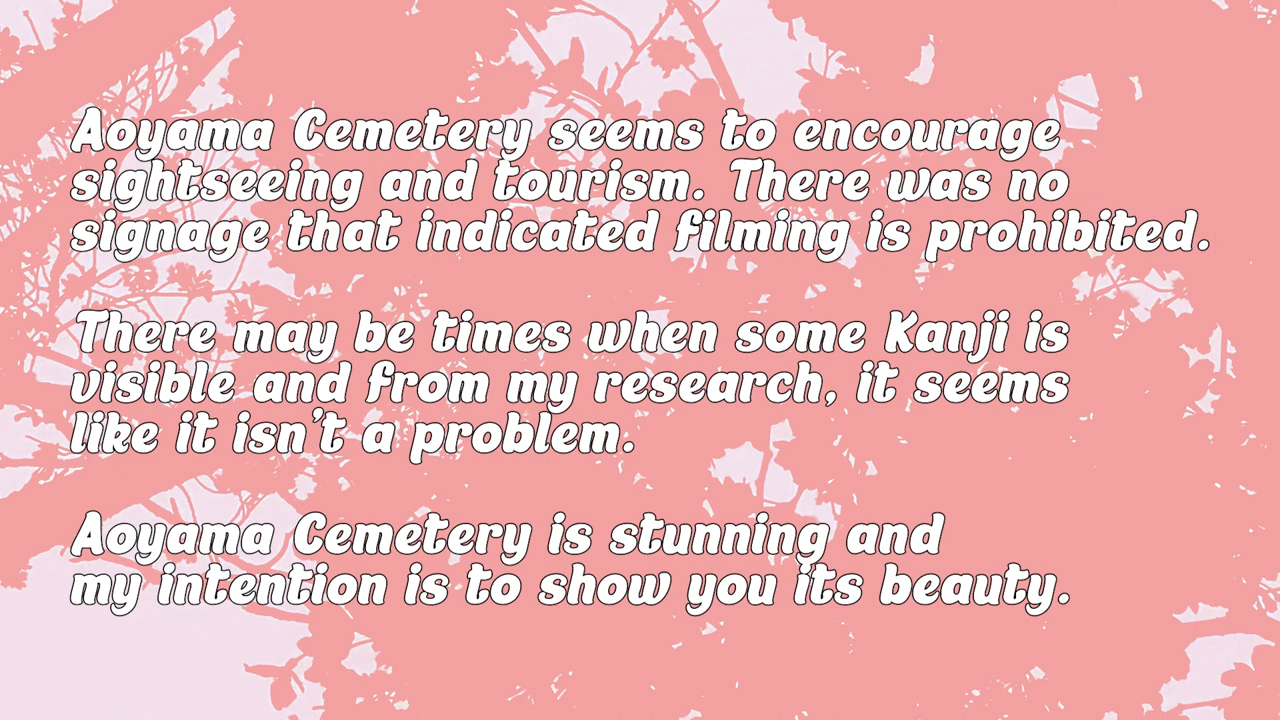 Aoyama Cemetery seems to encourage
sightseeing and tourism. There was no
signage that indicated filming is prohibited.
There may be times when some Kanji is
visible and from my research, it seems
like it isn't a problem.
Aoyama Cemetery is stunning and
my intention is to show you its beauty.